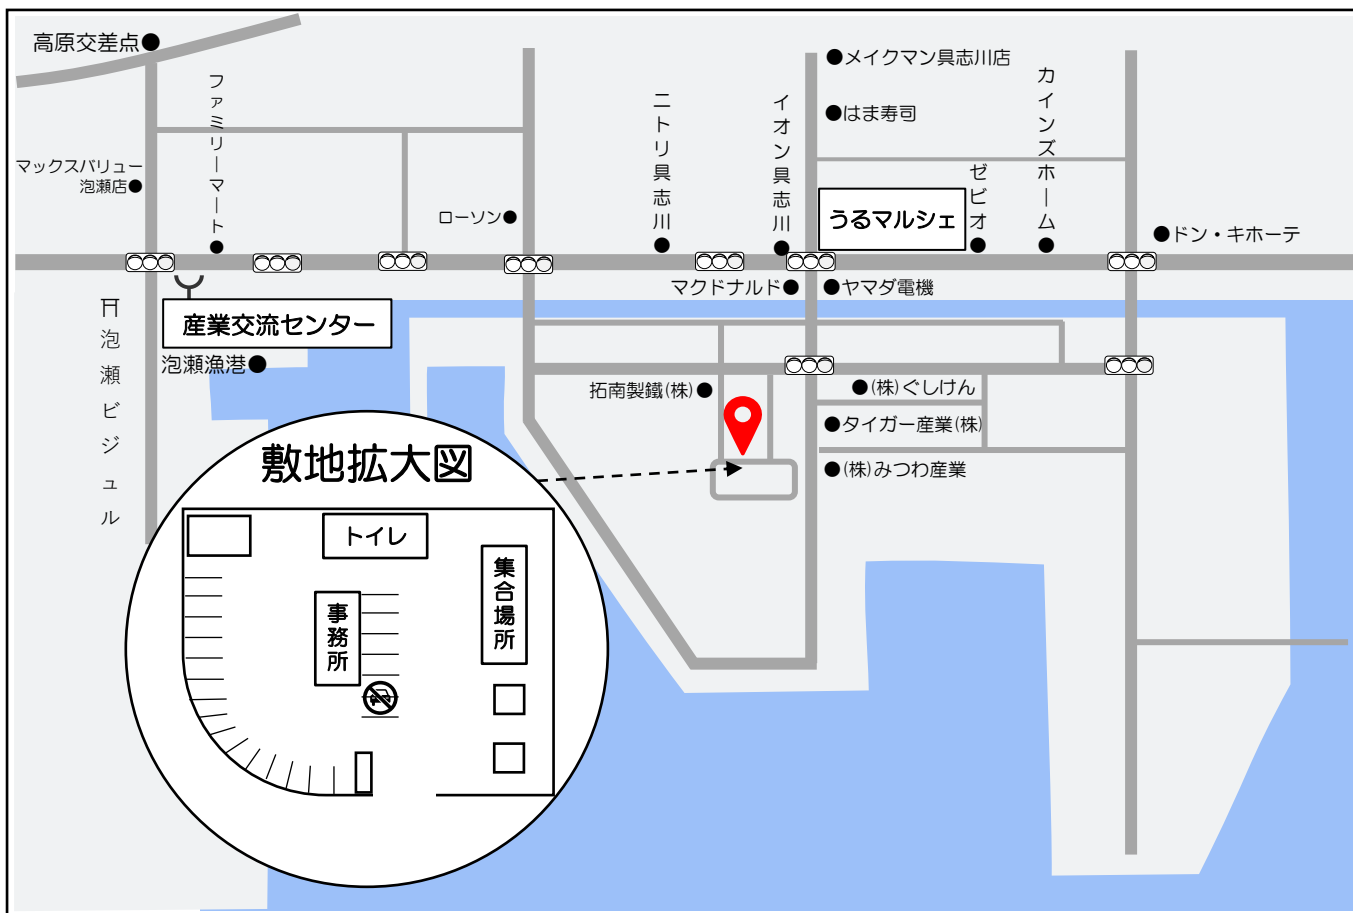 高原交差点
ファミリーマート
マックスバリュー
泡瀬店
ローソン
ニトリ具志川
イオン具志川
メイクマン具志川店
はま寿司
カインズホーム
ゼビオ
うるマルシェ
ドン・キホーテ
マクドナルド
ヤマダ電機
泡瀬ビジュル
産業交流センター
泡瀬漁港
拓南製鐵(株)
(株)ぐしけん
タイガー産業(株)
(株)みつわ産業
敷地拡大図
トイレ
集合場所
事務所